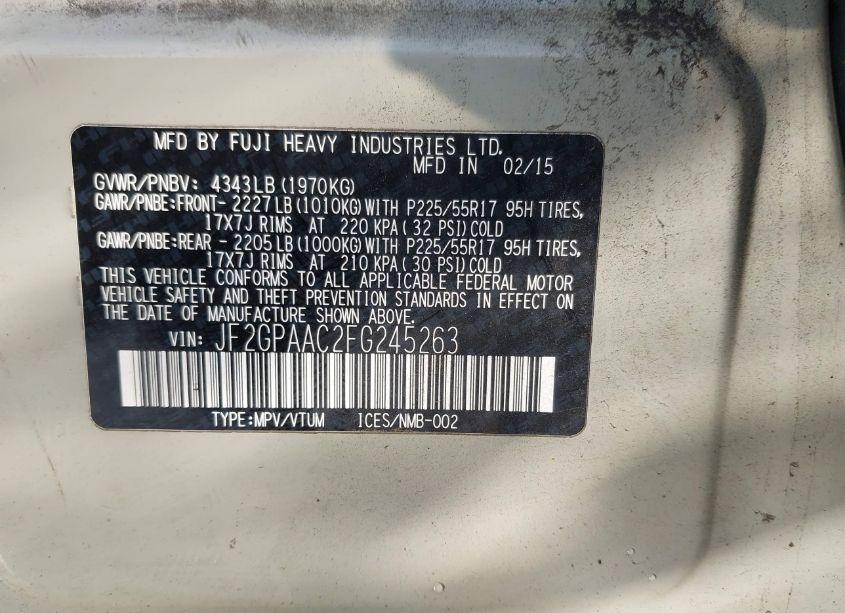 MFD BY FUJI HEAVY INDUSTRIES LTD.
MFD IN 02/15
GVWR/PNBV: 4343LB (1970KG)
GAWR/PNBE:FRONT- 2227 LB (1010KG) WITH P225/55R17 95H TIRES,
17X7J RIMS AT 220 KPA ( 32 PSI) COLD
GAWR/PNBE:REAR - 2205 LB (1000KG) WITH P225/55R17 95H TIRES,
17X7J RIMS AT 210 KPA ( 30 PSI) COLD
THIS VEHICLE CONFORMS TO ALL APPLICABLE FEDERAL MOTOR
VEHICLE SAFETY AND THEFT PREVENTION STANDARDS IN EFFECT ON
THE DATE OF MANUFACTURE SHOWN ABOVE.
VIN: JF2GPAAC2FG245263
TYPE:MPV/VTUM ICES/NMB-002